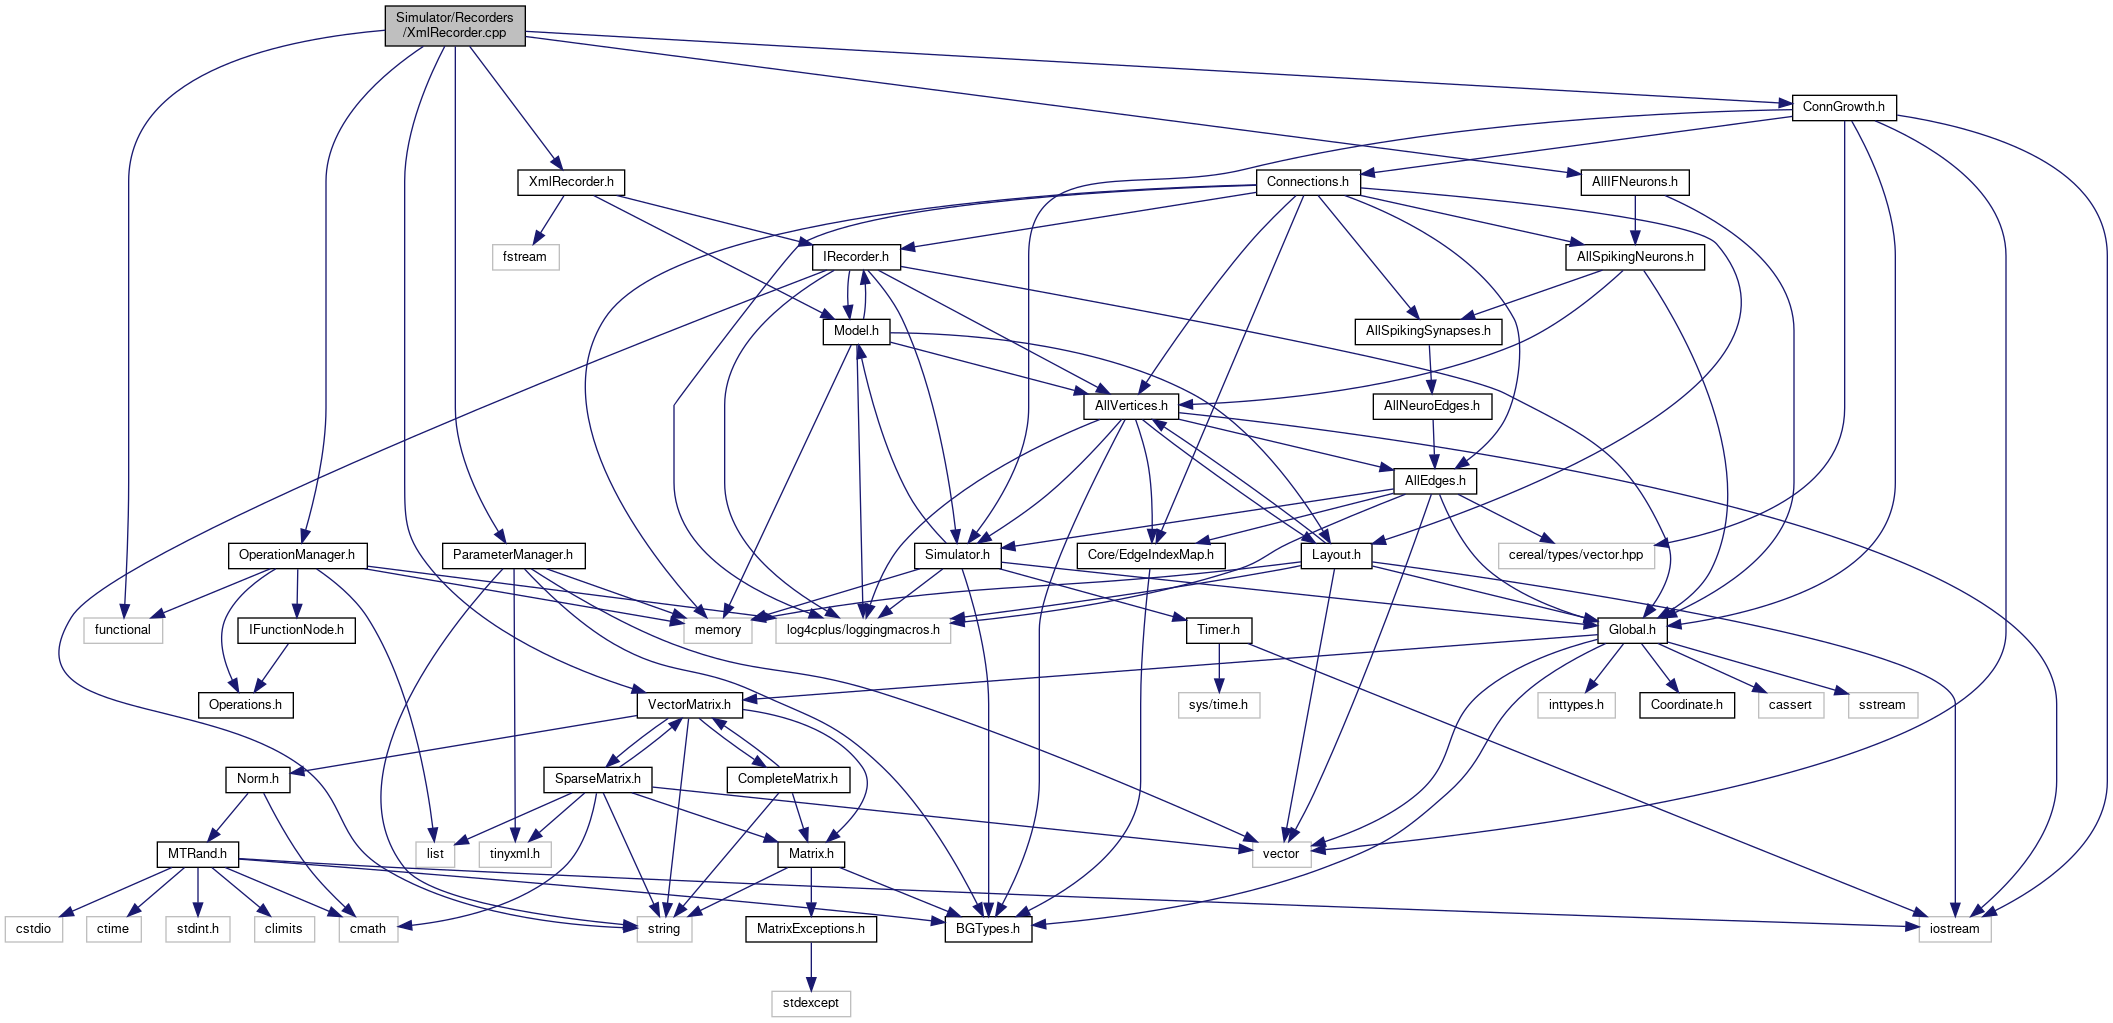 Simulator/Recorders
/XmlRecorder.cpp
ConnGrowth.h
XmlRecorder.h
Connections.h
AllIFNeurons.h
fstream
IRecorder.h
AllSpikingNeurons.h
Model.h
AllSpikingSynapses.h
AllVertices.h
AllNeuroEdges.h
AllEdges.h
OperationManager.h
ParameterManager.h
Simulator.h
Core/EdgeIndexMap.h
Layout.h
cereal/types/vector.hpp
functional
IFunctionNode.h
memory
log4cplus/loggingmacros.h
Timer.h
Global.h
Operations.h
VectorMatrix.h
sys/time.h
inttypes.h
Coordinate.h
cassert
sstream
Norm.h
SparseMatrix.h
CompleteMatrix.h
MTRand.h
list
tinyxml.h
Matrix.h
vector
cstdio
ctime
stdint.h
climits
cmath
string
MatrixExceptions.h
BGTypes.h
iostream
stdexcept